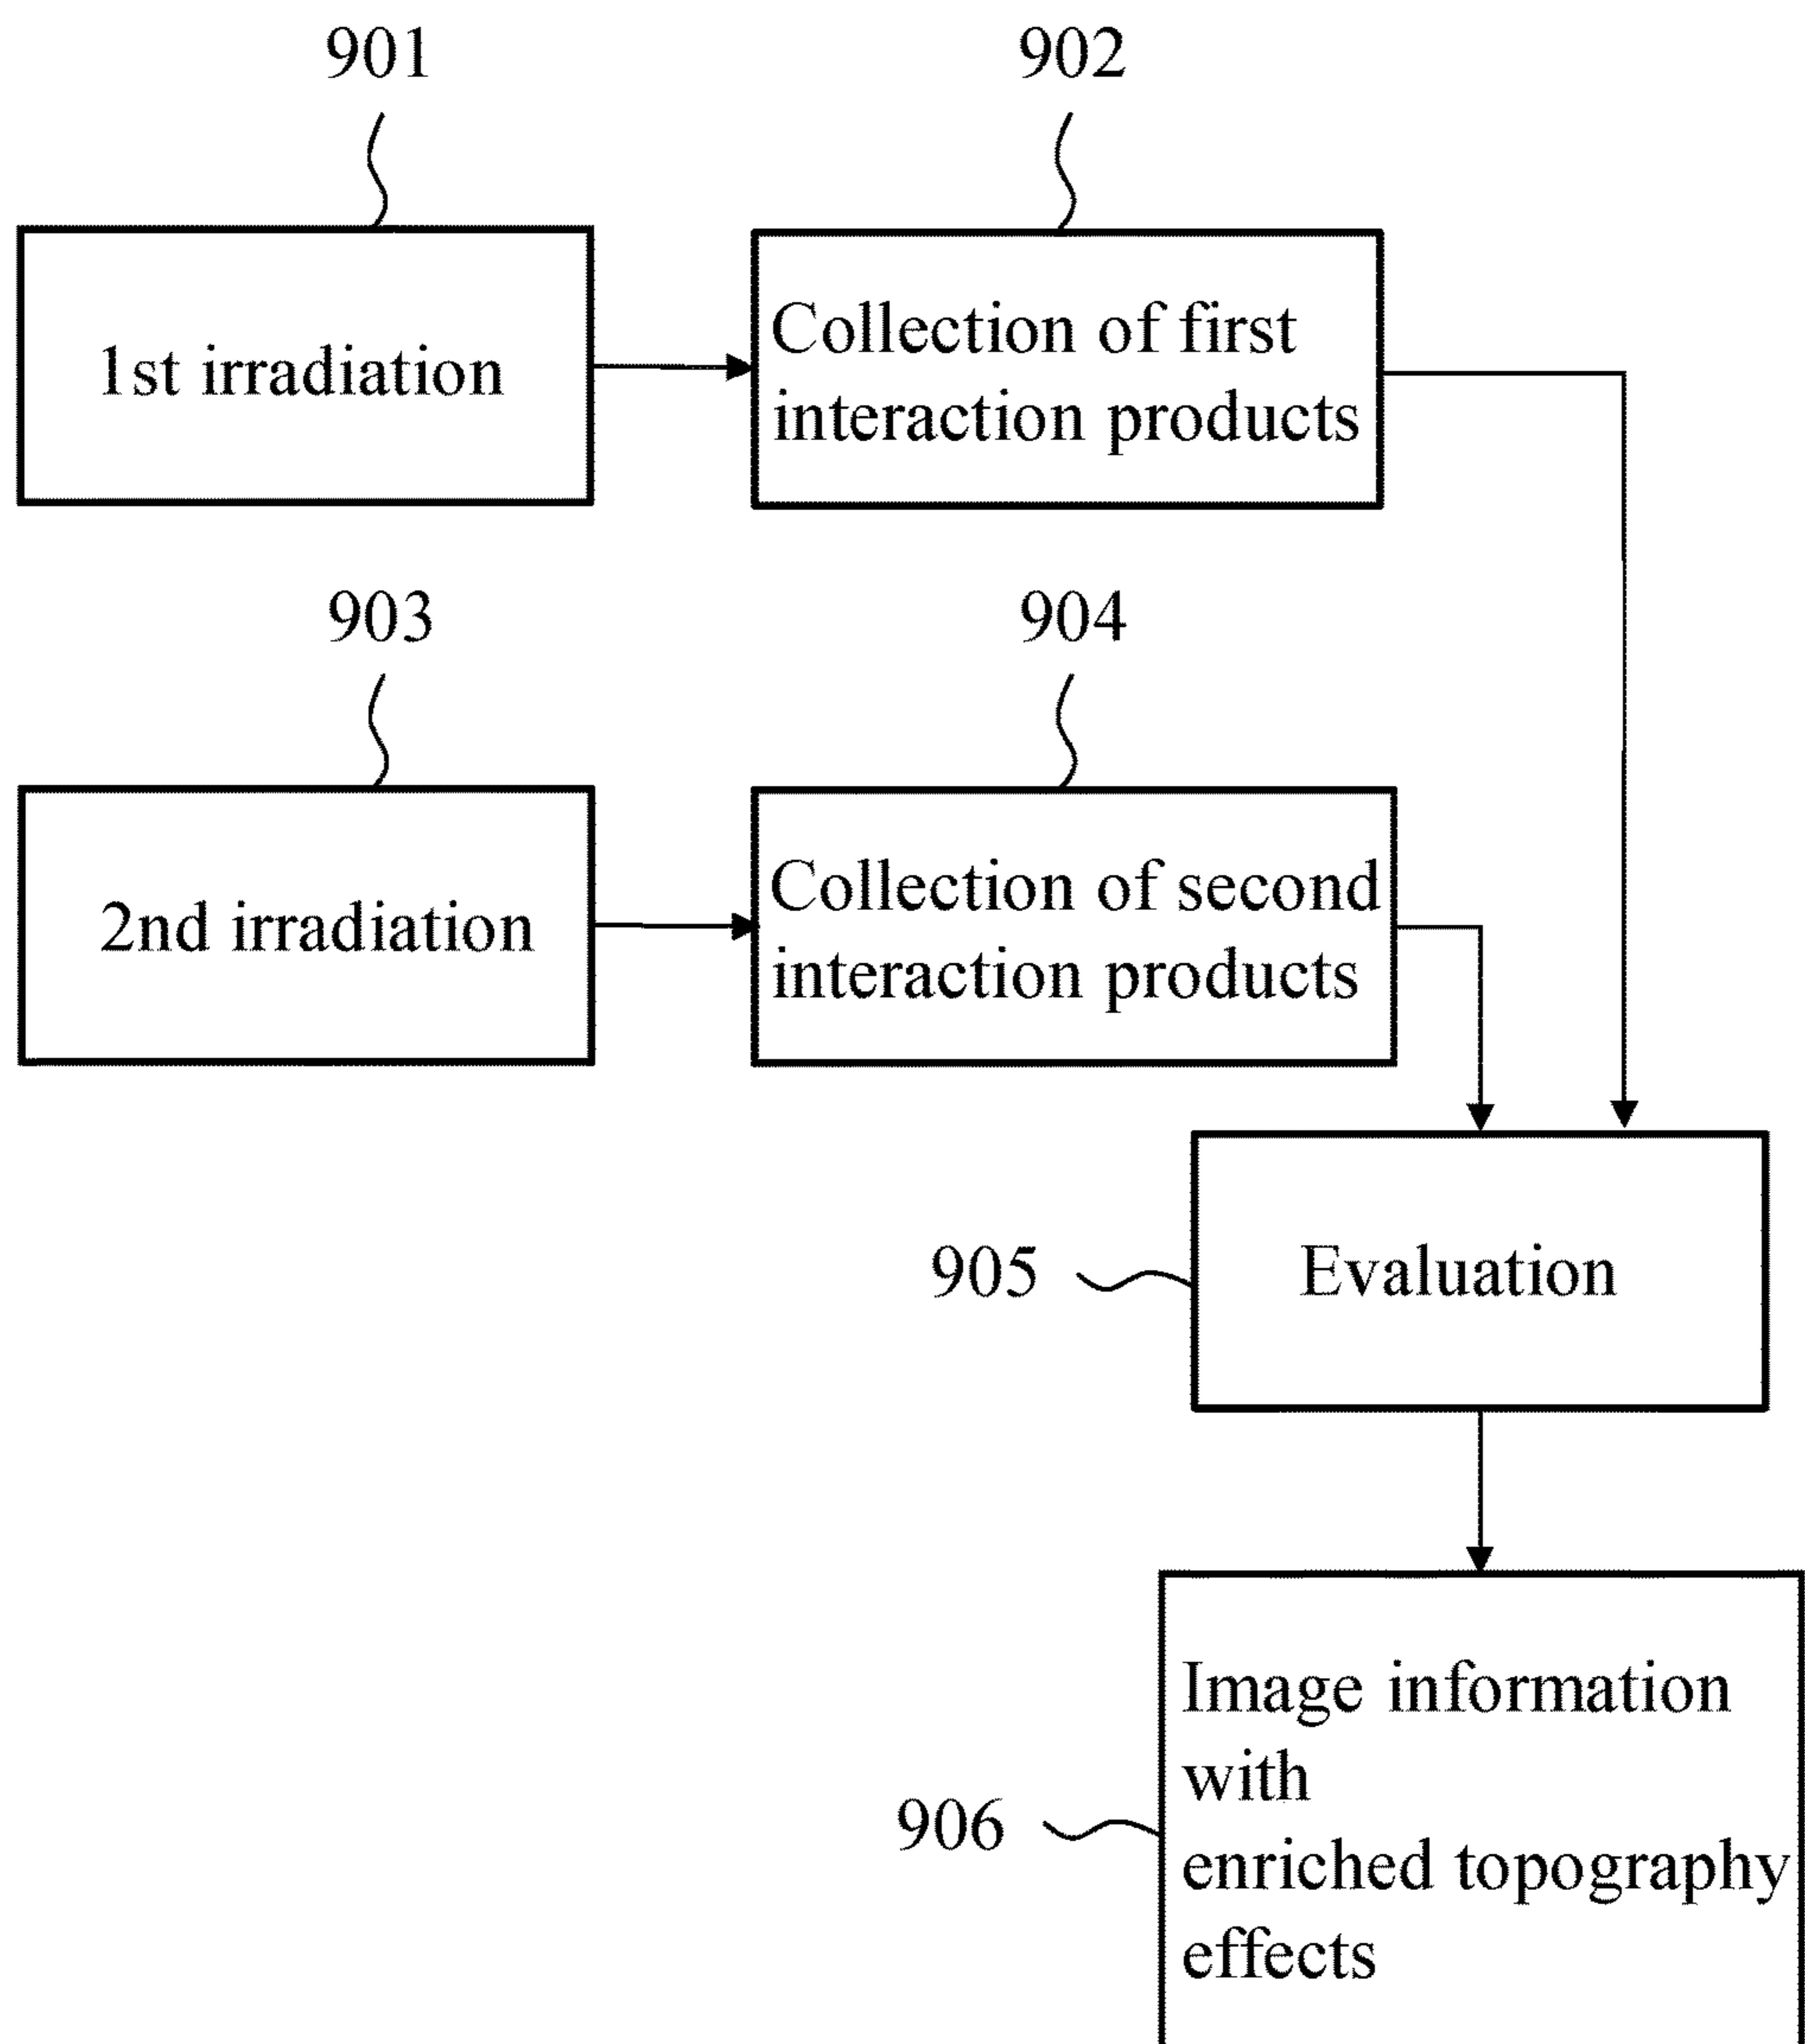 901
902
1st irradiation
Collection of first
interaction products
903
904
2nd irradiation
Collection of second
interaction products
905
Evaluation
906
Image information
with
enriched topography
effects